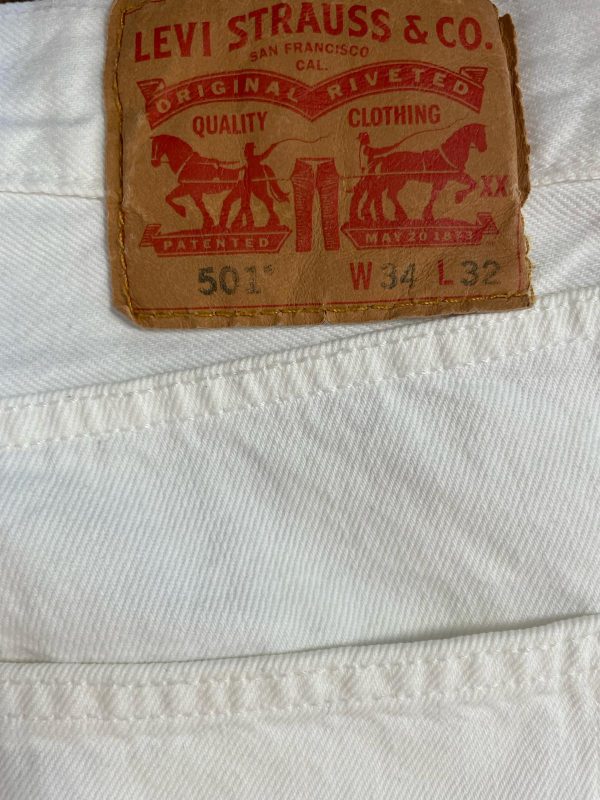 LEVI STRAUSS & CO.
SAN FRANCISCO
CAL.
ORIGINAL RIVETED
QUALITY CLOTHING
XX
PATENTED MAY 20 1873
501® W 34 L 32